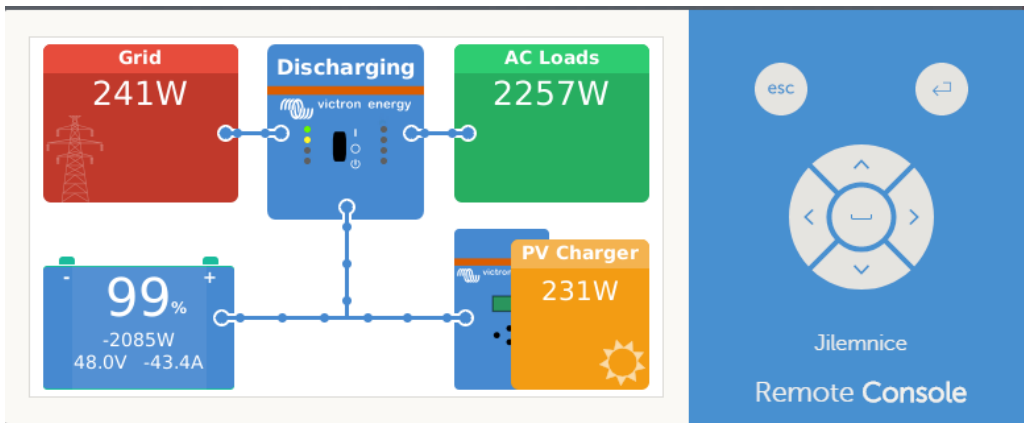 Grid
241W
Discharging
victron energy
AC Loads
2257W
- +
99%
-2085W
48.0V -43.4A
PV Charger
231W
victron
esc
Jilemnice
Remote Console